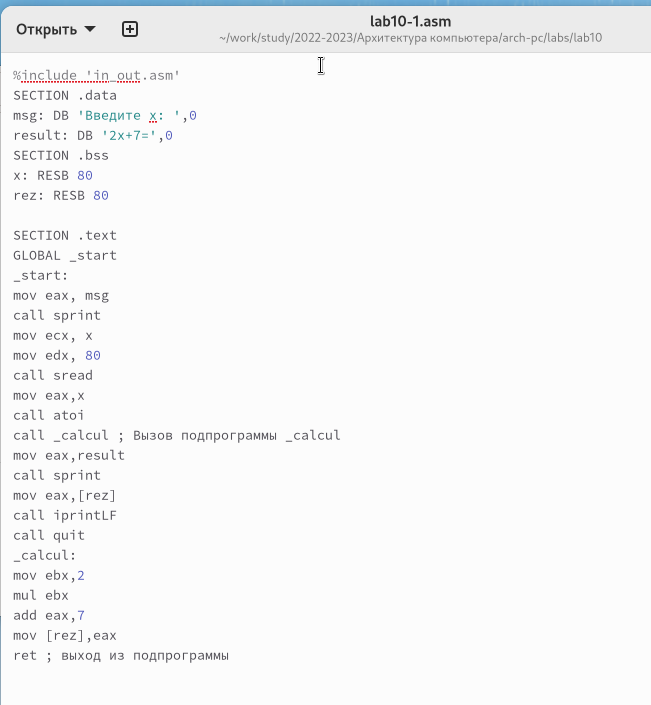 Открыть
lab10-1.asm
~/work/study/2022-2023/Архитектура компьютера/arch-pc/labs/lab10
%include 'in_out.asm'
SECTION .data
msg: DB 'Введите x: ',0
result: DB '2x+7=',0
SECTION .bss
x: RESB 80
rez: RESB 80
SECTION .text
GLOBAL _start
_start:
mov eax, msg
call sprint
mov ecx, x
mov edx, 80
call sread
mov eax,x
call atoi
call _calcul ; Вызов подпрограммы _calcul
mov eax,result
call sprint
mov eax,[rez]
call iprintLF
call quit
_calcul:
mov ebx,2
mul ebx
add eax,7
mov [rez],eax
ret ; выход из подпрограммы